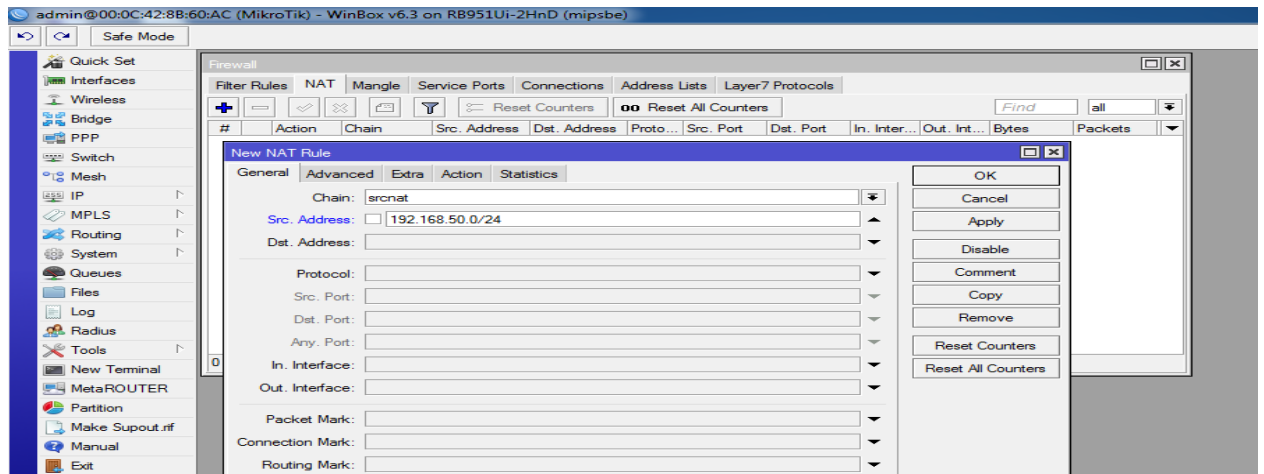 admin@00:0C:42:8B:60:AC (MikroTik) - WinBox v6.3 on RB951Ui-2HnD (mipsbe)
Safe Mode
Quick Set
Interfaces
Wireless
Bridge
PPP
Switch
Mesh
IP
MPLS
Routing
System
Queues
Files
Log
Radius
Tools
New Terminal
MetaROUTER
Partition
Make Supout.rif
Manual
Exit
Firewall
Filter Rules NAT Mangle Service Ports Connections Address Lists Layer7 Protocols
Reset Counters 00 Reset All Counters Find all
# Action Chain Src. Address Dst. Address Proto... Src. Port Dst. Port In. Inter... Out. Int... Bytes Packets
0
New NAT Rule
General Advanced Extra Action Statistics
Chain: srcnat
Src. Address: 192.168.50.0/24
Dst. Address:
Protocol:
Src. Port:
Dst. Port:
Any. Port:
In. Interface:
Out. Interface:
Packet Mark:
Connection Mark:
Routing Mark:
OK
Cancel
Apply
Disable
Comment
Copy
Remove
Reset Counters
Reset All Counters